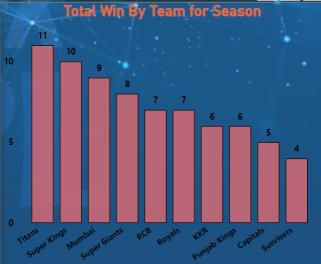 Total Win By Team for Season
11
10
9
8
7
7
6
6
5
4
10
5
0
Titans
Super Kings
Mumbai
Super Giants
RCB
Royals
KKR
Punjab Kings
Capitals
Sunrisers